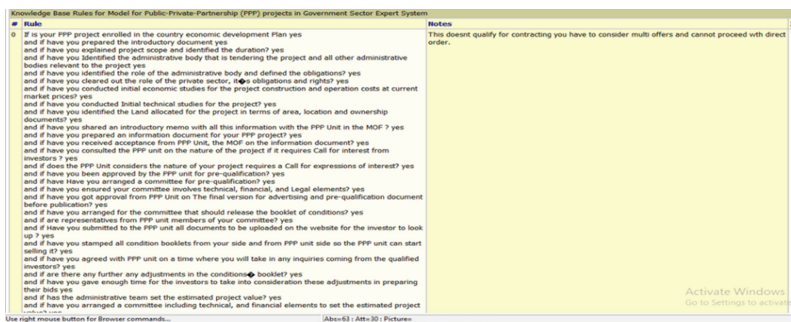 Knowledge Base Rules for Model for Public-Private-Partnership (PPP) projects in Government Sector Expert System
# Rule Notes
0 If is your PPP project enrolled in the country economic development Plan yes
This doesnt qualify for contracting you have to consider multi offers and cannot proceed wth direct
order.
and if have you prepared the introductory document yes
and if have you explained project scope and identified the duration? yes
and if have you Identified the administrative body that is tendering the project and all other administrative
bodies relevant to the project yes
and if have you identified the role of the administrative body and defined the obligations? yes
and if have you cleared out the role of the private sector, it�s obligations and rights? yes
and if have you conducted initial economic studies for the project construction and operation costs at current
market prices? yes
and if have you conducted Initial technical studies for the project? yes
and if have you identified the Land allocated for the project in terms of area, location and ownership
documents? yes
and if have you shared an introductory memo with all this information with the PPP Unit in the MOF ? yes
and if have you prepared an information document for your PPP project? yes
and if have you received acceptance from PPP Unit, the MOF on the information document? yes
and if have you consulted the PPP unit on the nature of the project if it requires Call for interest from
investors ? yes
and if does the PPP Unit considers the nature of your project requires a Call for expressions of interest? yes
and if have you been approved by the PPP unit for pre-qualification? yes
and if have Have you arranged a committee for pre-qualification? yes
and if have you ensured your committee involves technical, financial, and Legal elements? yes
and if have you got approval from PPP Unit on The final version for advertising and pre-qualification document
before publication? yes
and if have you arranged for the committee that should release the booklet of conditions? yes
and if are representatives from PPP unit members of your committee? yes
and if Have you submitted to the PPP unit all documents to be uploaded on the website for the investor to look
up ? yes
and if have you stamped all condition booklets from your side and from PPP unit side so the PPP unit can start
selling it? yes
and if have you agreed with PPP unit on a time where you will take in any inquiries coming from the qualified
investors? yes
and if are there any further any adjustments in the conditions� booklet? yes
and if have you gave enough time for the investors to take into consideration these adjustments in preparing
their bids yes
and if has the administrative team set the estimated project value? yes
and if have you arranged a committee including technical, and financial elements to set the estimated project
value? yes
Activate Windows
Go to Settings to activate
Use right mouse button for Browser commands... Abs=63 : Att=30 : Picture=